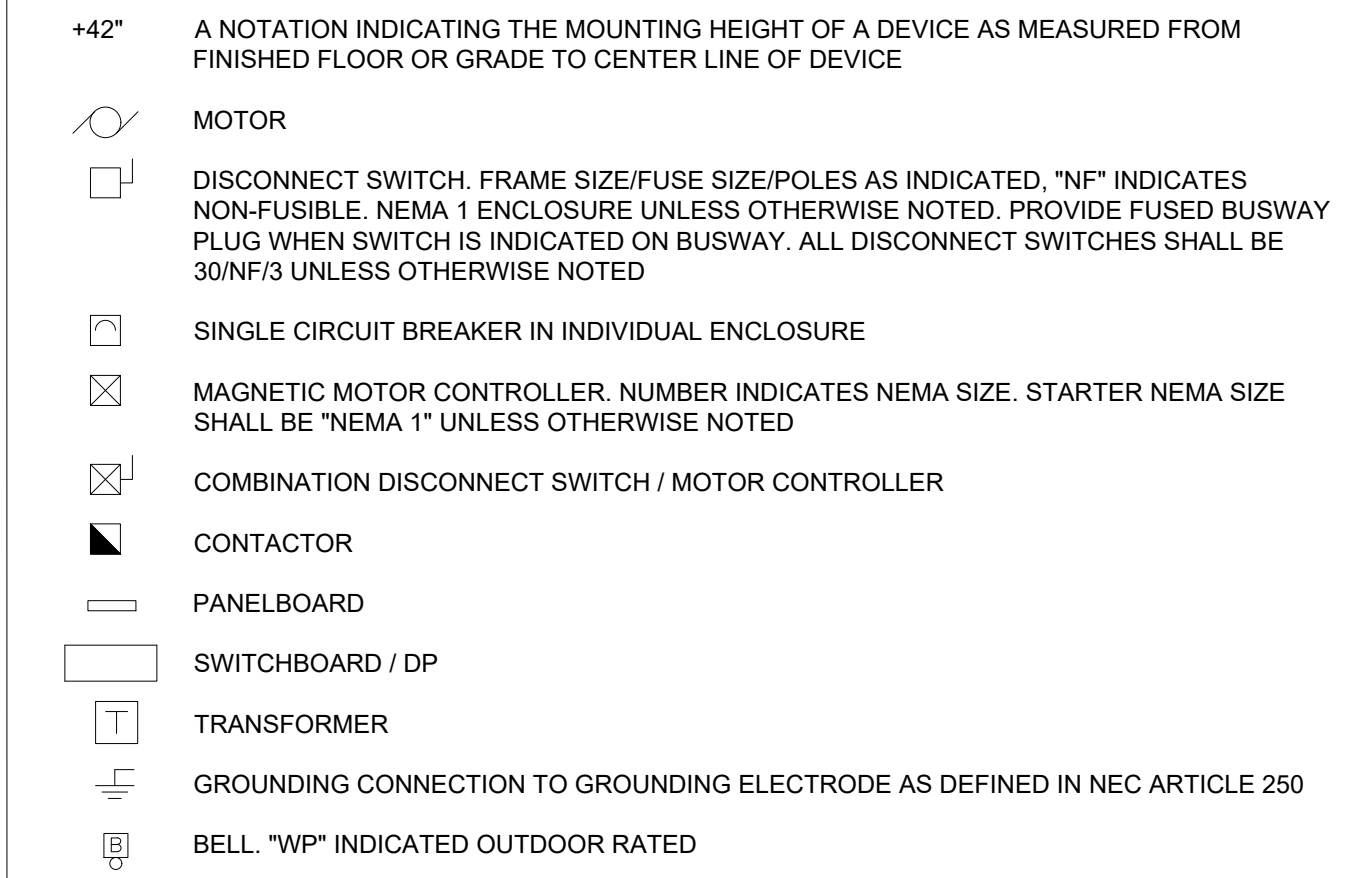 +42" A NOTATION INDICATING THE MOUNTING HEIGHT OF A DEVICE AS MEASURED FROM
FINISHED FLOOR OR GRADE TO CENTER LINE OF DEVICE
MOTOR
DISCONNECT SWITCH. FRAME SIZE/FUSE SIZE/POLES AS INDICATED, "NF" INDICATES
NON-FUSIBLE. NEMA 1 ENCLOSURE UNLESS OTHERWISE NOTED. PROVIDE FUSED BUSWAY
PLUG WHEN SWITCH IS INDICATED ON BUSWAY. ALL DISCONNECT SWITCHES SHALL BE
30/NF/3 UNLESS OTHERWISE NOTED
SINGLE CIRCUIT BREAKER IN INDIVIDUAL ENCLOSURE
MAGNETIC MOTOR CONTROLLER. NUMBER INDICATES NEMA SIZE. STARTER NEMA SIZE
SHALL BE "NEMA 1" UNLESS OTHERWISE NOTED
COMBINATION DISCONNECT SWITCH / MOTOR CONTROLLER
CONTACTOR
PANELBOARD
SWITCHBOARD / DP
T TRANSFORMER
GROUNDING CONNECTION TO GROUNDING ELECTRODE AS DEFINED IN NEC ARTICLE 250
B BELL. "WP" INDICATED OUTDOOR RATED